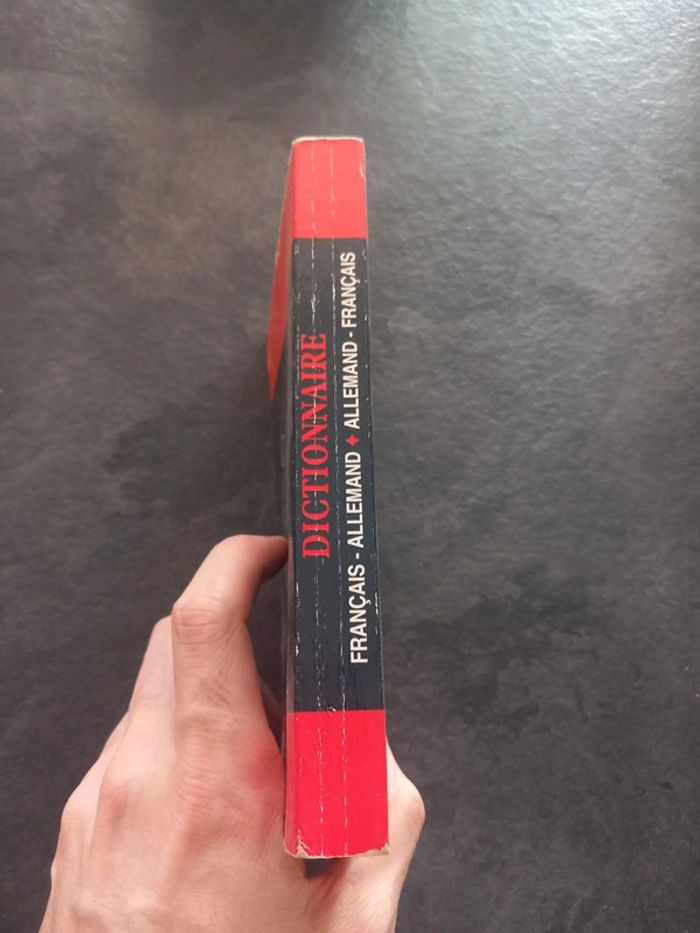 DICTIONNAIRE
FRANÇAIS - ALLEMAND ♦ ALLEMAND - FRANÇAIS